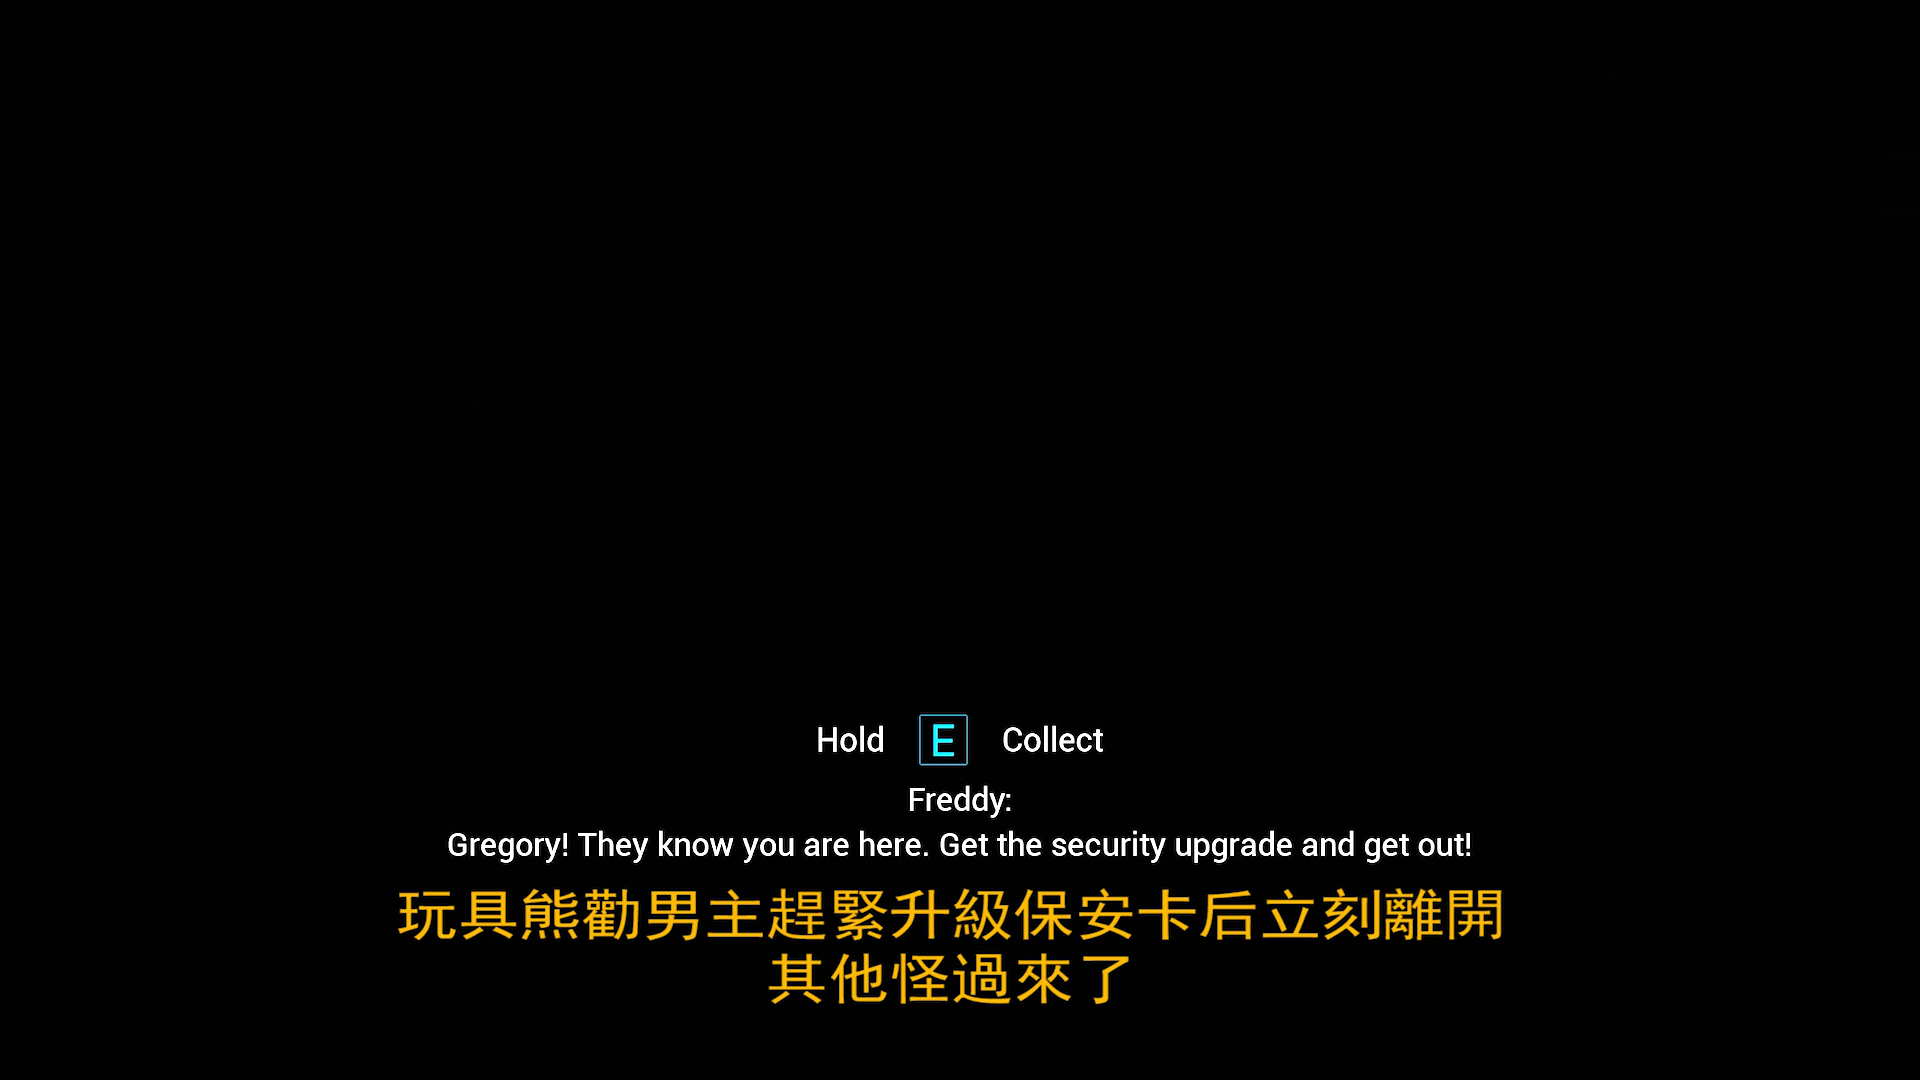 Hold E Collect
Freddy:
Gregory! They know you are here. Get the security upgrade and get out!
玩具熊勸男主趕緊升級保安卡后立刻離開
其他怪過來了